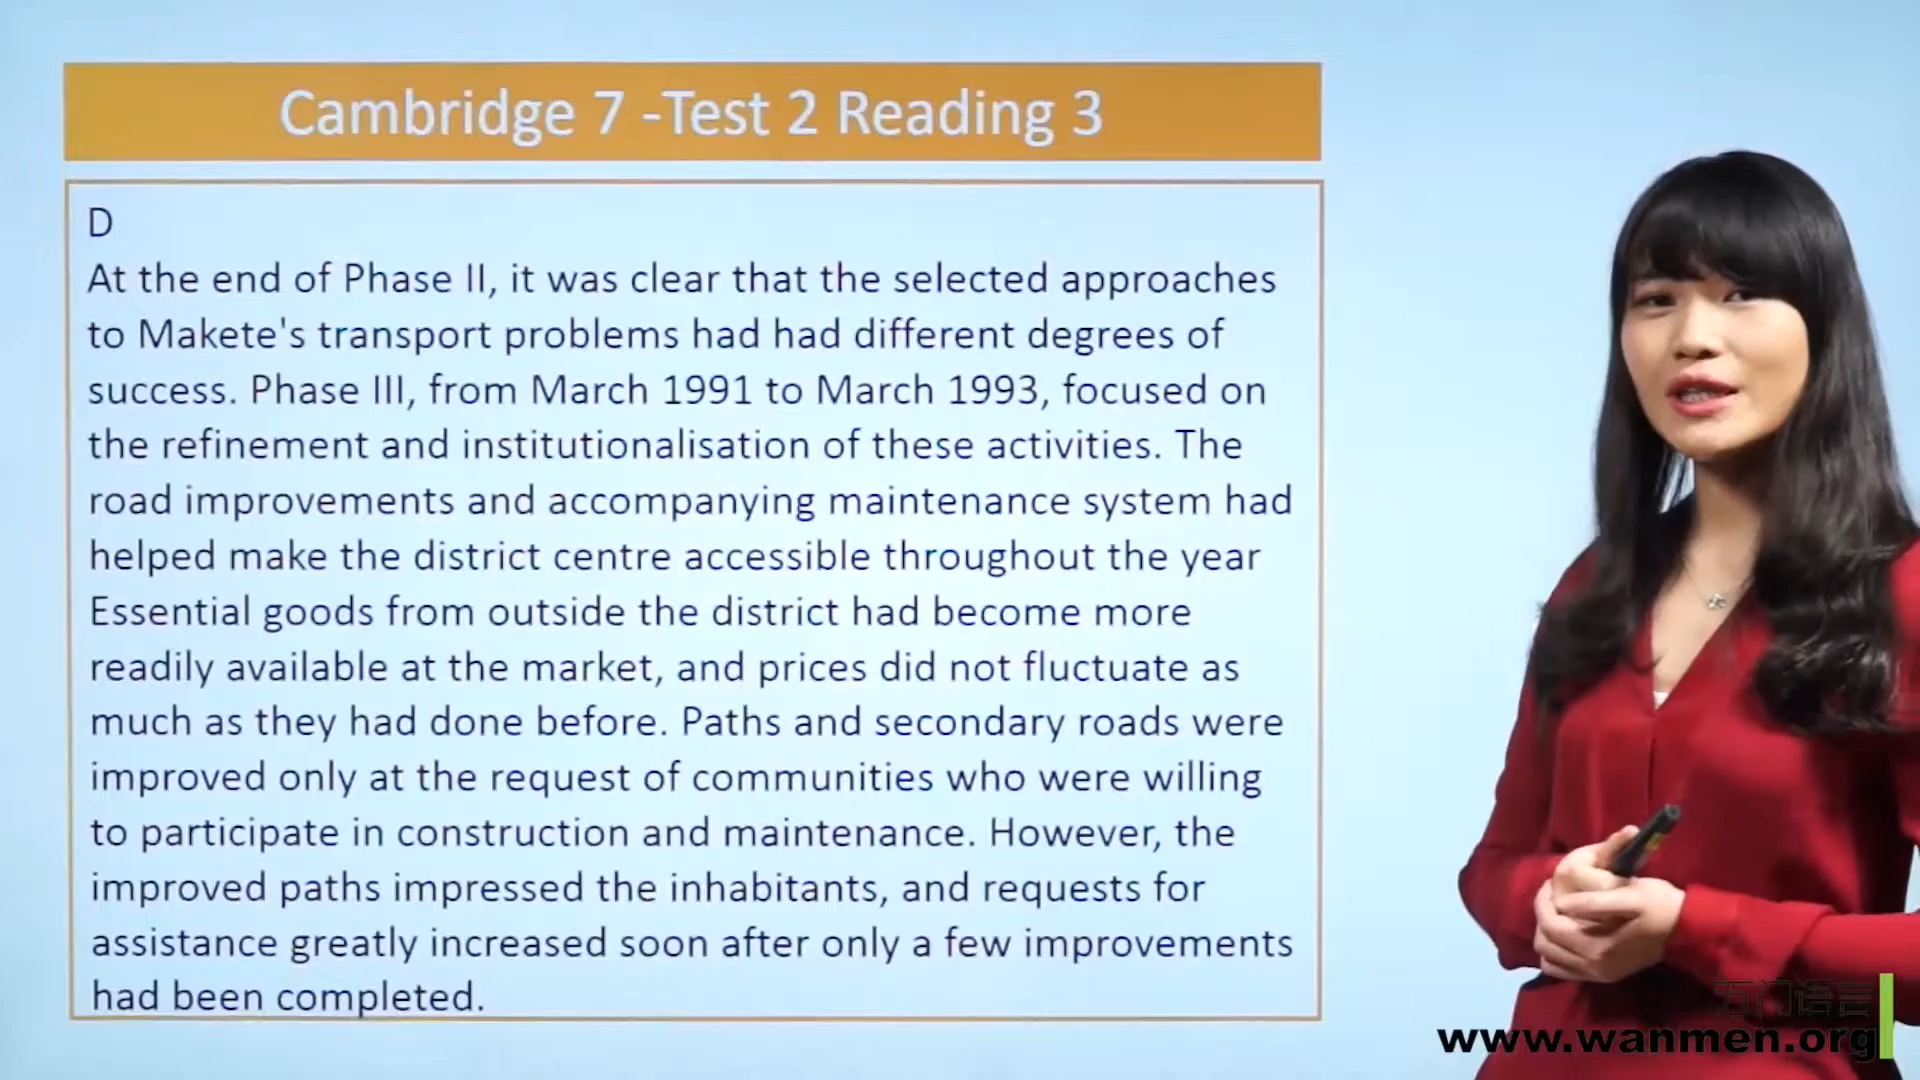 Cambridge 7 -Test 2 Reading 3
D
At the end of Phase II, it was clear that the selected approaches
to Makete's transport problems had had different degrees of
success. Phase III, from March 1991 to March 1993, focused on
the refinement and institutionalisation of these activities. The
road improvements and accompanying maintenance system had
helped make the district centre accessible throughout the year
Essential goods from outside the district had become more
readily available at the market, and prices did not fluctuate as
much as they had done before. Paths and secondary roads were
improved only at the request of communities who were willing
to participate in construction and maintenance. However, the
improved paths impressed the inhabitants, and requests for
assistance greatly increased soon after only a few improvements
had been completed.
万门语言
www.wanmen.org